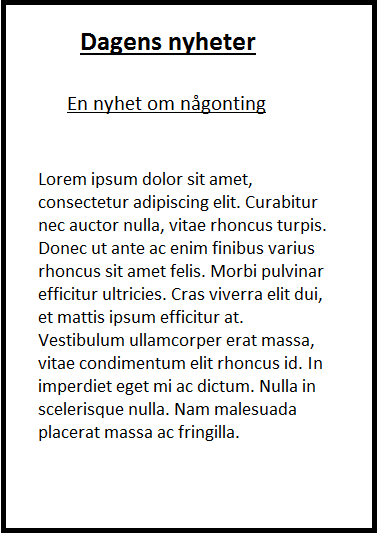 Dagens nyheter
En nyhet om någonting
Lorem ipsum dolor sit amet,
consectetur adipiscing elit. Curabitur
nec auctor nulla, vitae rhoncus turpis.
Donec ut ante ac enim finibus varius
rhoncus sit amet felis. Morbi pulvinar
efficitur ultricies. Cras viverra elit dui,
et mattis ipsum efficitur at.
Vestibulum ullamcorper erat massa,
vitae condimentum elit rhoncus id. In
imperdiet eget mi ac dictum. Nulla in
scelerisque nulla. Nam malesuada
placerat massa ac fringilla.